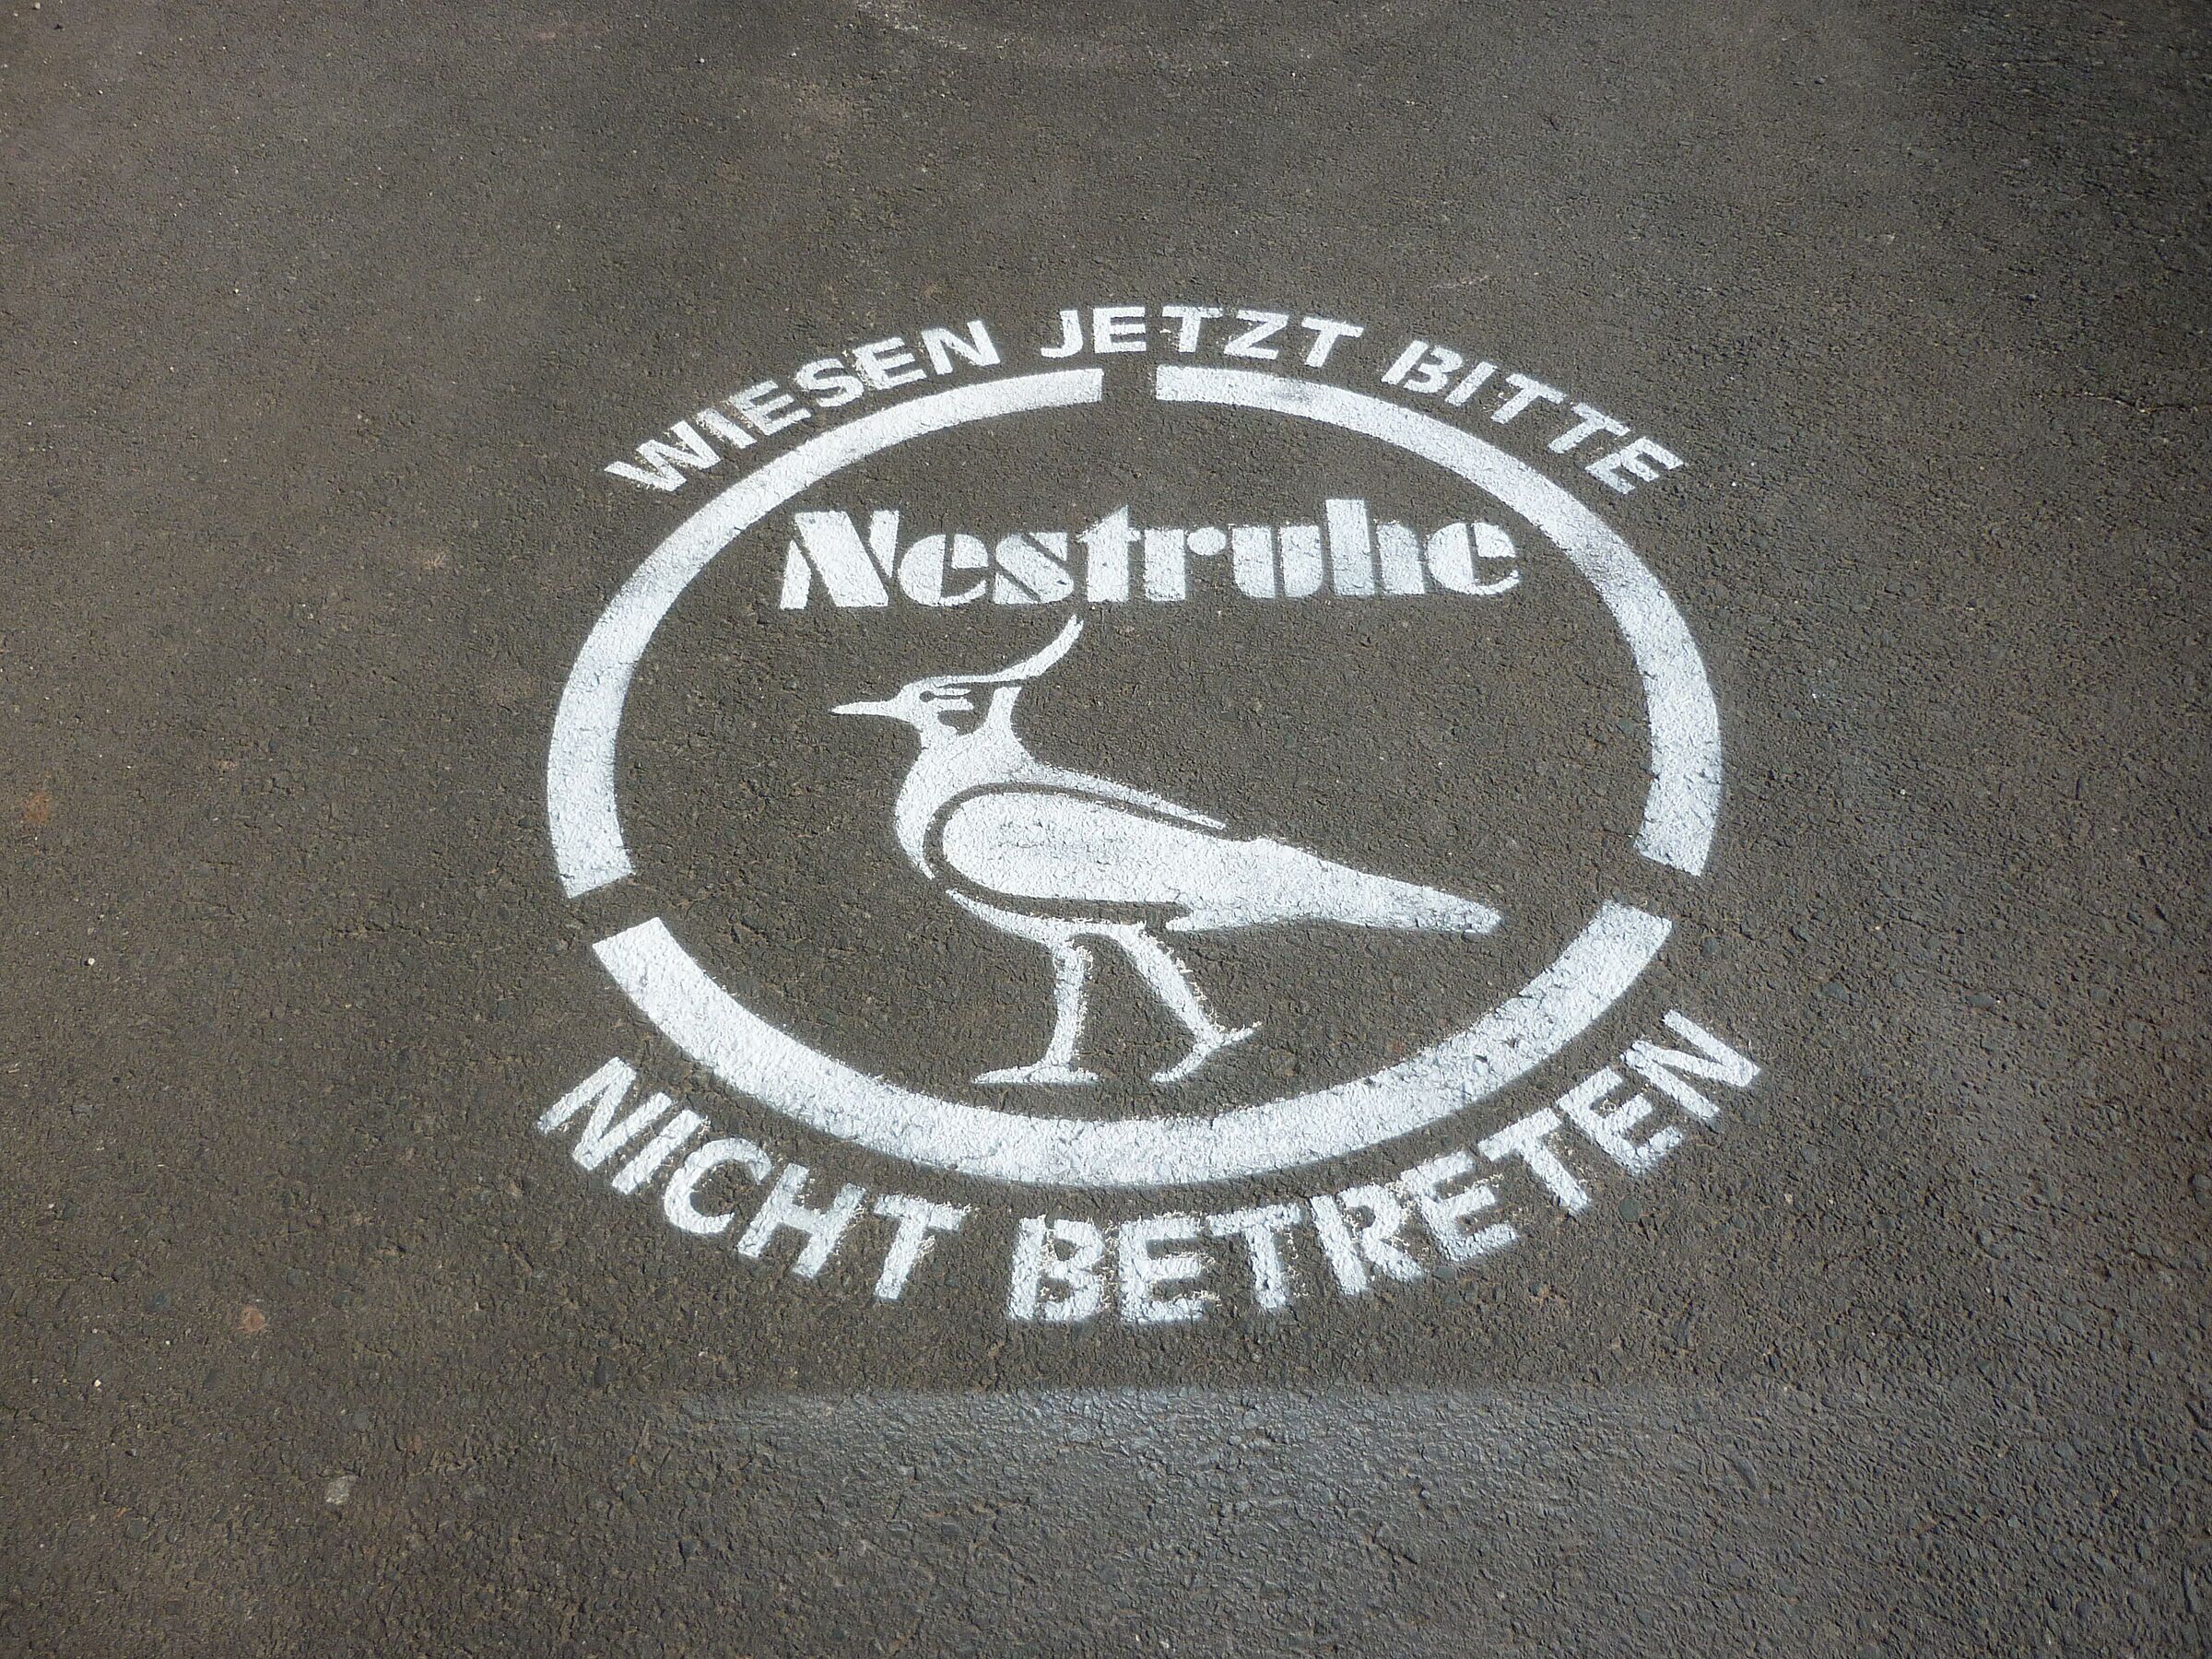 WIESEN JETZT BITTE
Nestruhe
NICHT BETRETEN